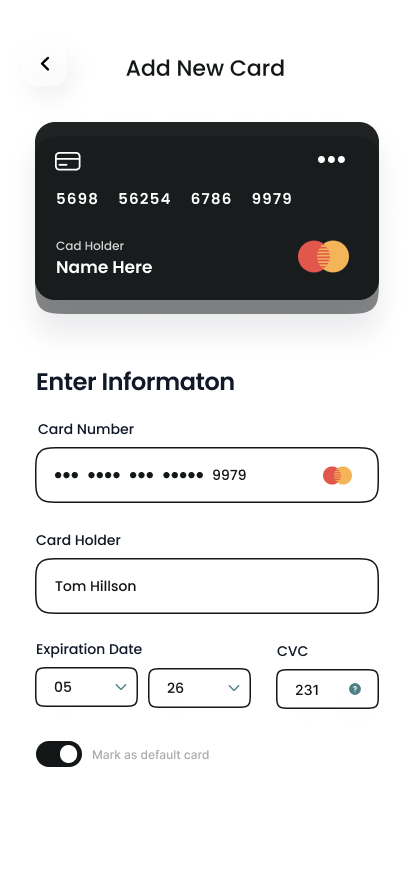 Add New Card
5698 56254 6786 9979
Cad Holder
Name Here
Enter Informaton
Card Number
••• •••• ••• ••••• 9979
Card Holder
Tom Hillson
Expiration Date
CVC
05 26 231 ?
Mark as default card